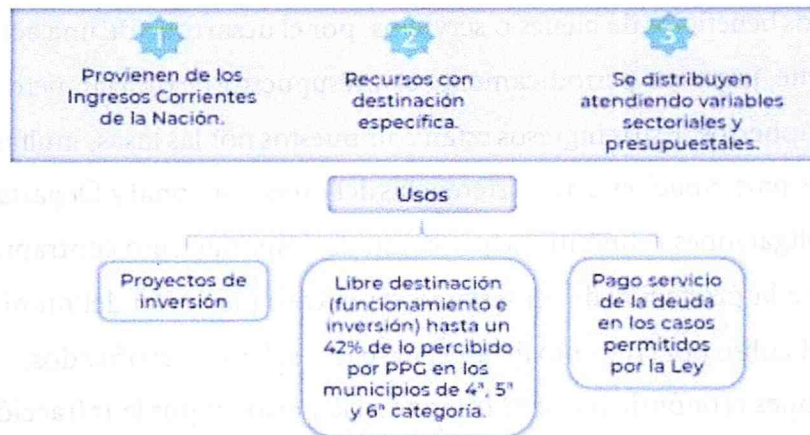 1
2
3
Provienen de los
Ingresos Corrientes
de la Nación.
Recursos con
destinación
específica.
Se distribuyen
atendiendo variables
sectoriales y
presupuestales.
Usos
Proyectos de
inversión
Libre destinación
(funcionamiento e
inversión) hasta un
42% de lo percibido
por PPG en los
municipios de 4ª, 5ª
y 6ª categoría.
Pago servicio
de la deuda
en los casos
permitidos
por la Ley